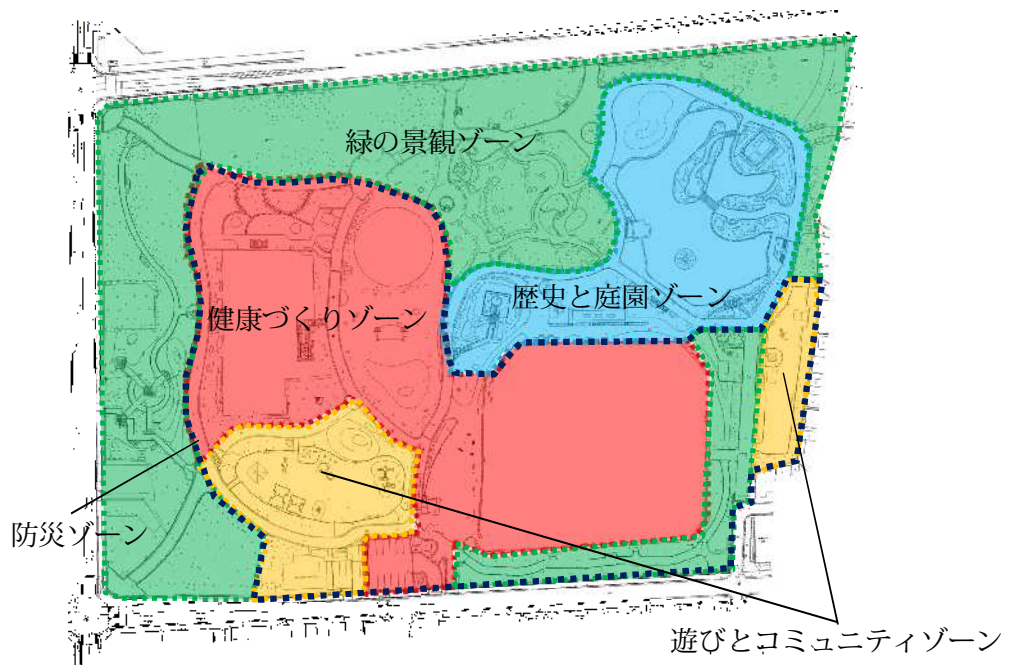 緑の景観ゾーン
歴史と庭園ゾーン
健康づくりゾーン
防災ゾーン
遊びとコミュニティゾーン